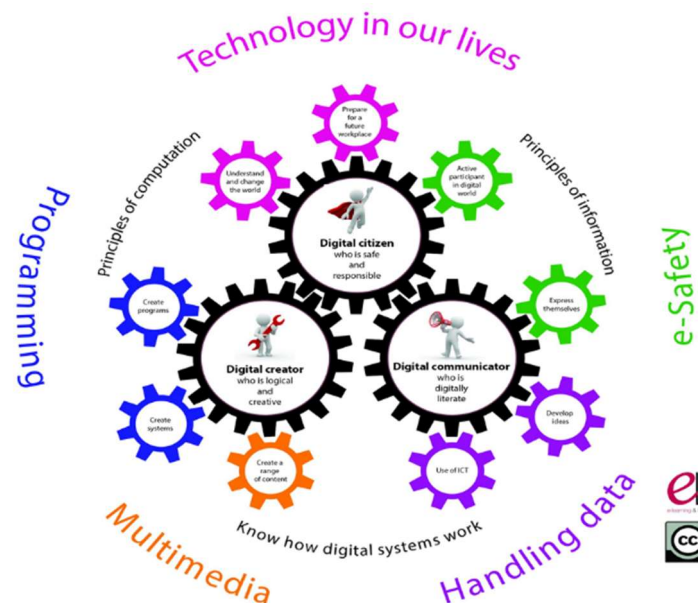 Technology in our lives
Prepare
for a
future
workplace
Principles of computation
Principles of information
Understand
and change
the world
Active
participant
in digital
world
Programming
e-Safety
Digital citizen
who is safe
and
responsible
Create
programs
Express
themselves
Digital creator
who is logical
and
creative
Digital communicator
who is
digitally
literate
Create
systems
Develop
Ideas
Create a
range
of content
Use of ICT
Know how digital systems work
Multimedia
Handling data
cc